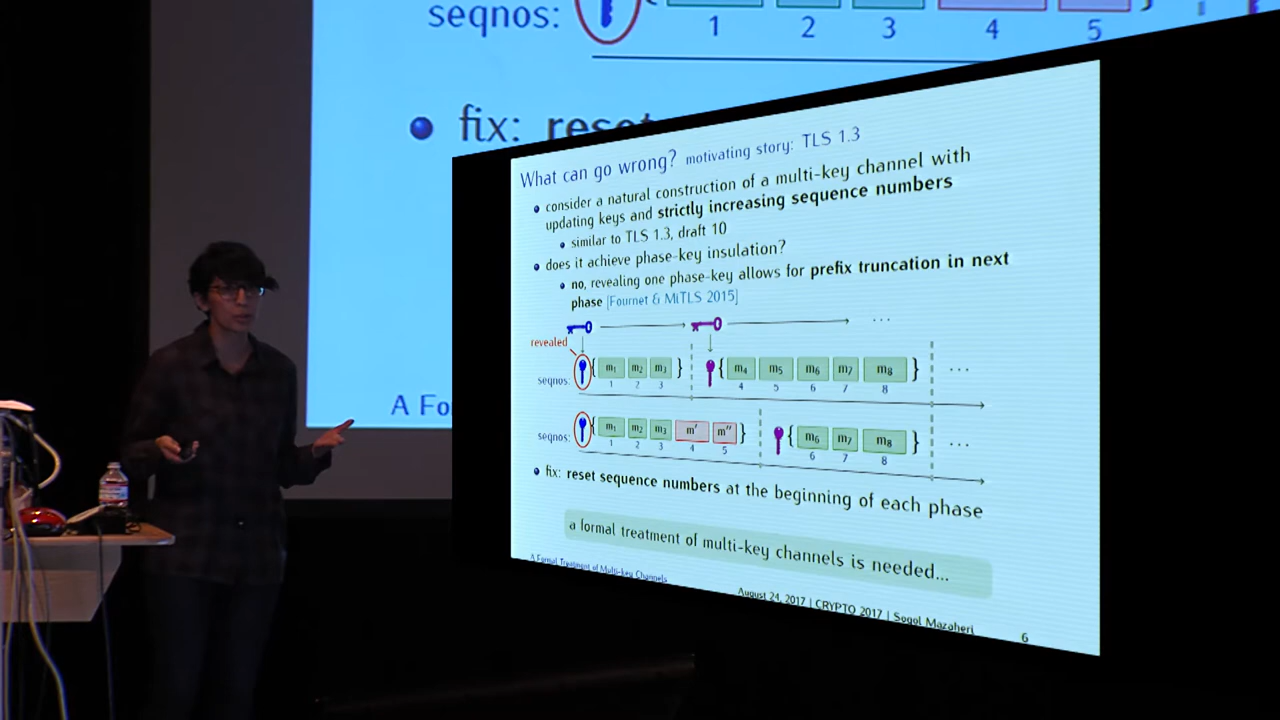 seqnos:
1 2 3 4 5
fix: reset
A Fo
What can go wrong? motivating story: TLS 1.3
consider a natural construction of a multi-key channel with
updating keys and strictly increasing sequence numbers
similar to TLS 1.3, draft 10
does it achieve phase-key insulation?
no, revealing one phase-key allows for prefix truncation in next
phase [Fournet & MiTLS 2015]
...
revealed
{ m₁ m₂ m₃ } { m₄ m₅ m₆ m₇ m₈ } ...
seqnos: 1 2 3 4 5 6 7 8
{ m₁ m₂ m₃ m′ m″ } { m₆ m₇ m₈ } ...
seqnos: 1 2 3 4 5 6 7 8
fix: reset sequence numbers at the beginning of each phase
a formal treatment of multi-key channels is needed...
A Formal Treatment of Multi-key Channels
August 24, 2017 | CRYPTO 2017 | Sogol Mazaheri
6